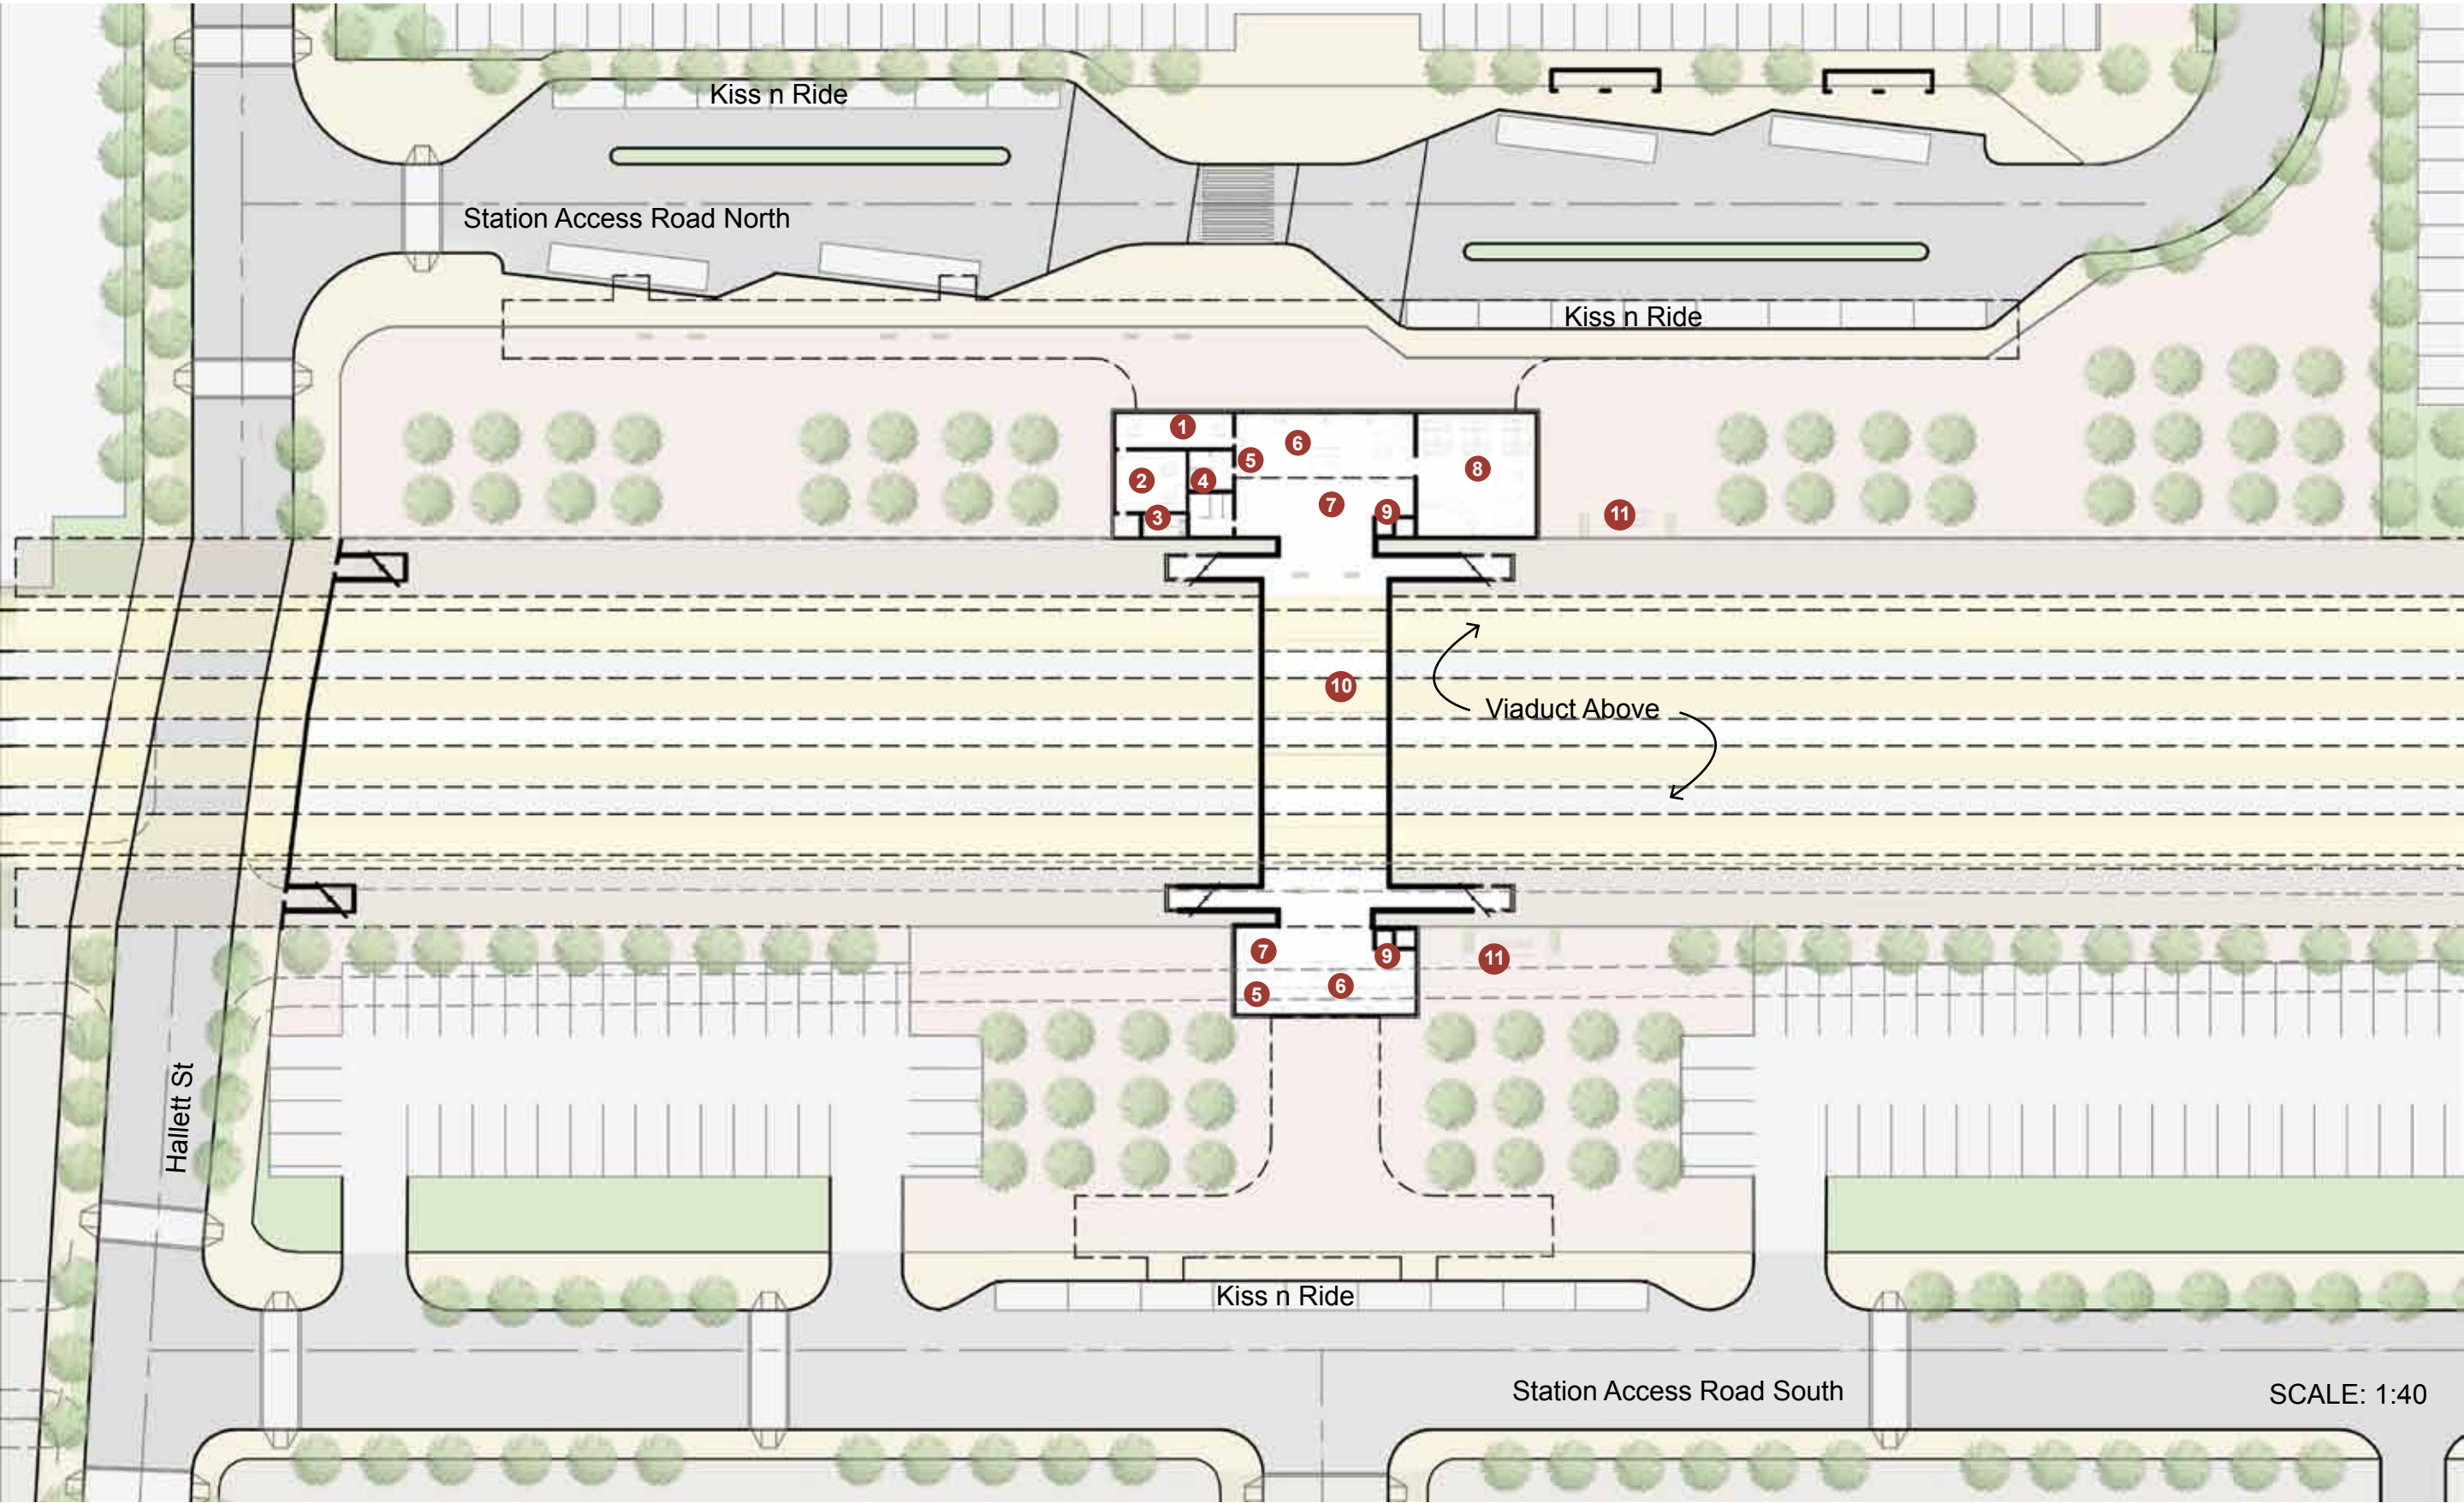 Kiss n Ride
Station Access Road North
Kiss n Ride
1
6
5
8
2
4
7
9
3
11
10
Viaduct Above
7
9
11
6
5
Hallett St
Kiss n Ride
Station Access Road South
SCALE: 1:40